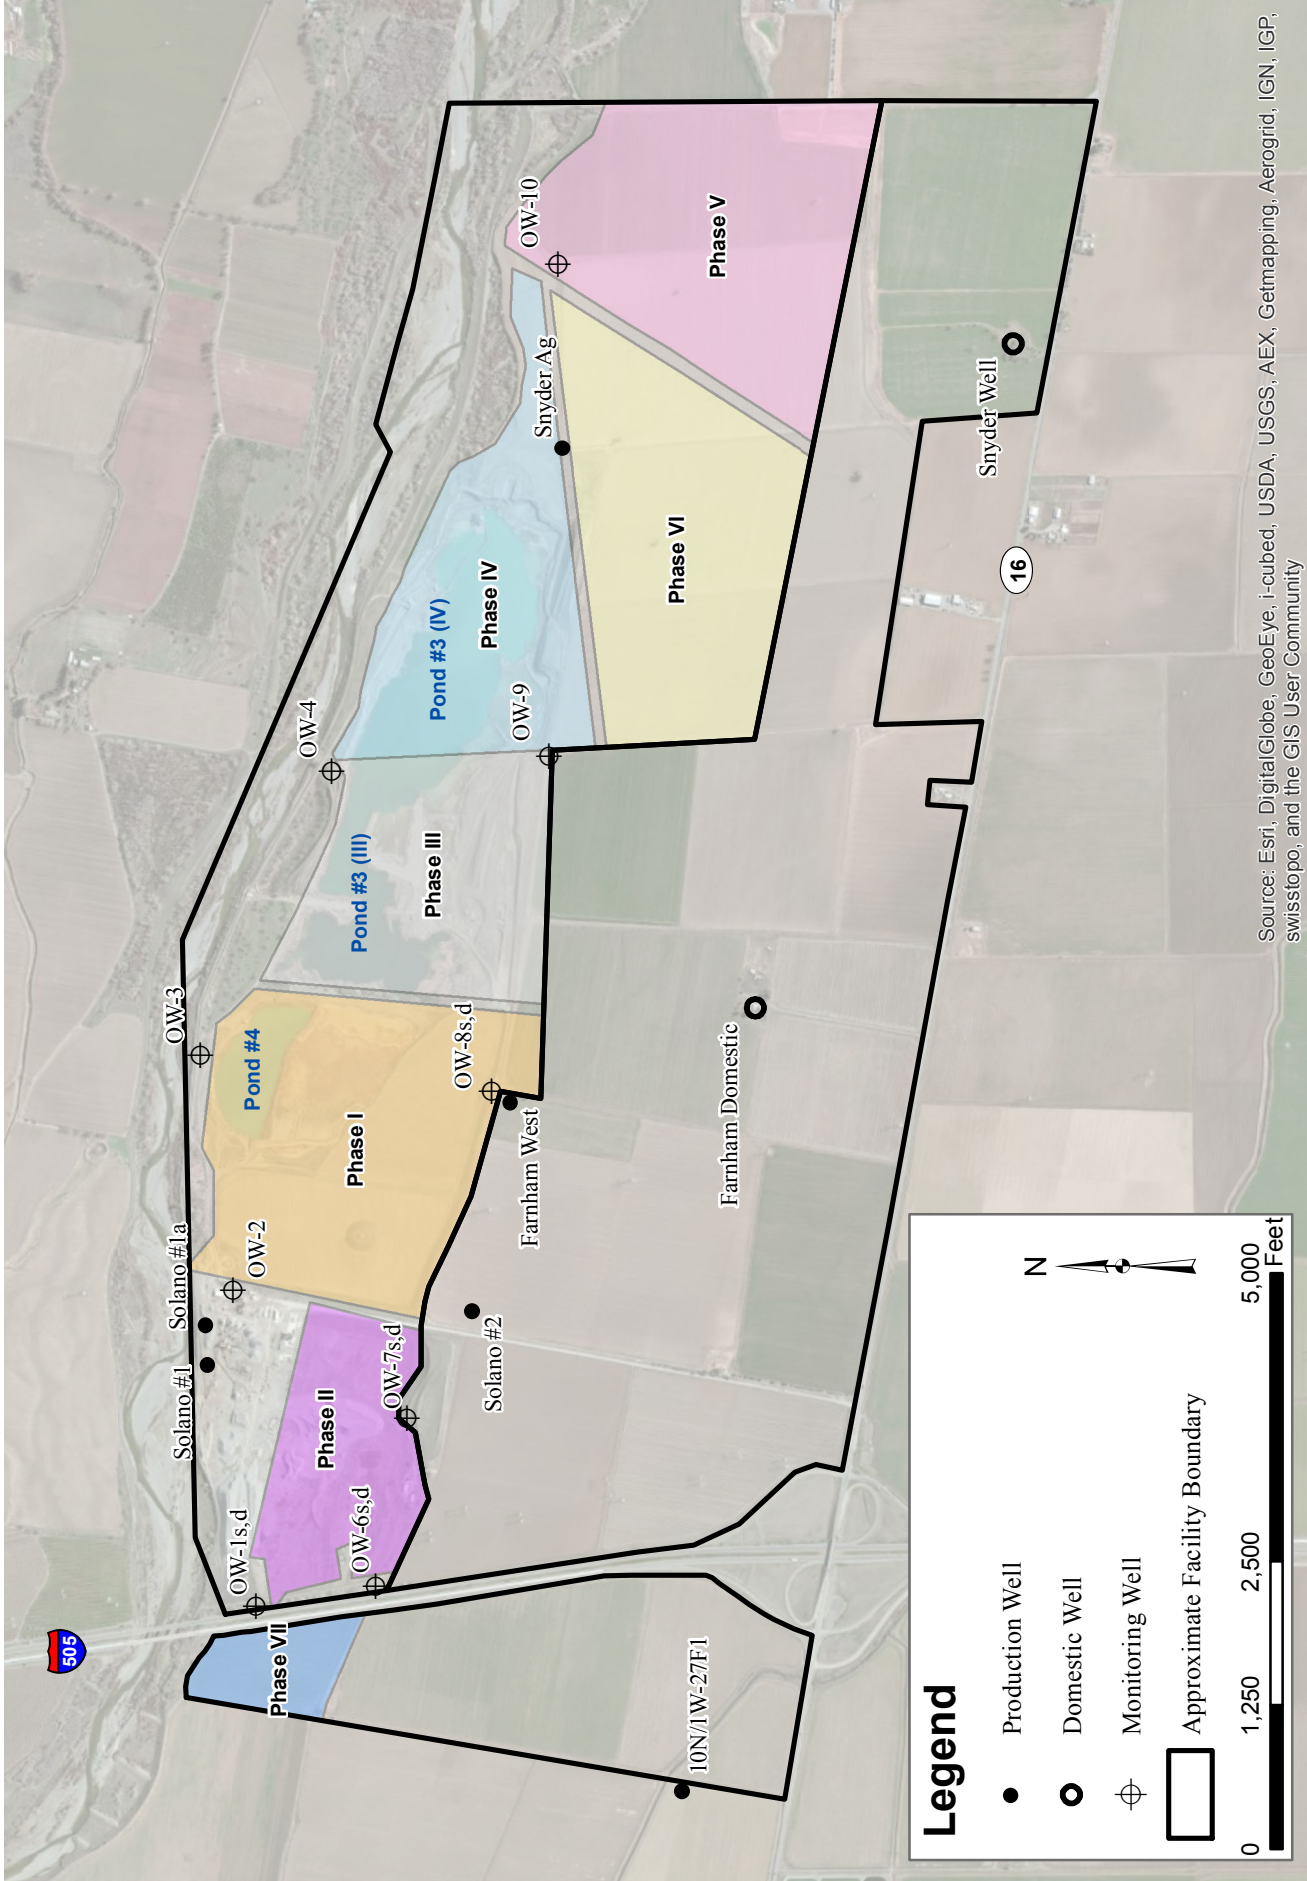 505
OW-1s,d
Solano #1
Solano #1a
OW-2
OW-3
OW-4
OW-10
Phase VII
OW-6s,d
Phase II
OW-7s,d
Phase I
Pond #4
OW-8s,d
Pond #3 (III)
Phase III
OW-9
Pond #3 (IV)
Phase IV
Snyder Ag
Phase V
Phase VI
Solano #2
Farnham West
Farnham Domestic
Snyder Well
10N/1W-27F1
16
Legend
Production Well
Domestic Well
Monitoring Well
Approximate Facility Boundary
N
0 1,250 2,500 5,000
Feet
Source: Esri, DigitalGlobe, GeoEye, i-cubed, USDA, USGS, AEX, Getmapping, Aerogrid, IGN, IGP,
swisstopo, and the GIS User Community